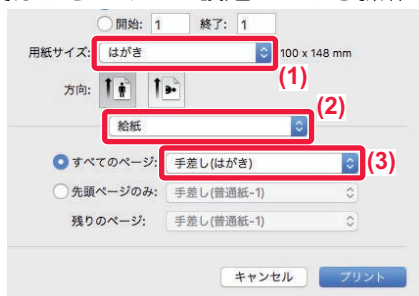 開始: 1 終了: 1
用紙サイズ: はがき 100 x 148 mm
(1)
方向:
(2)
給紙
すべてのページ: 手差し(はがき) (3)
先頭ページのみ: 手差し(普通紙-1)
残りのページ: 手差し(普通紙-1)
キャンセル プリント